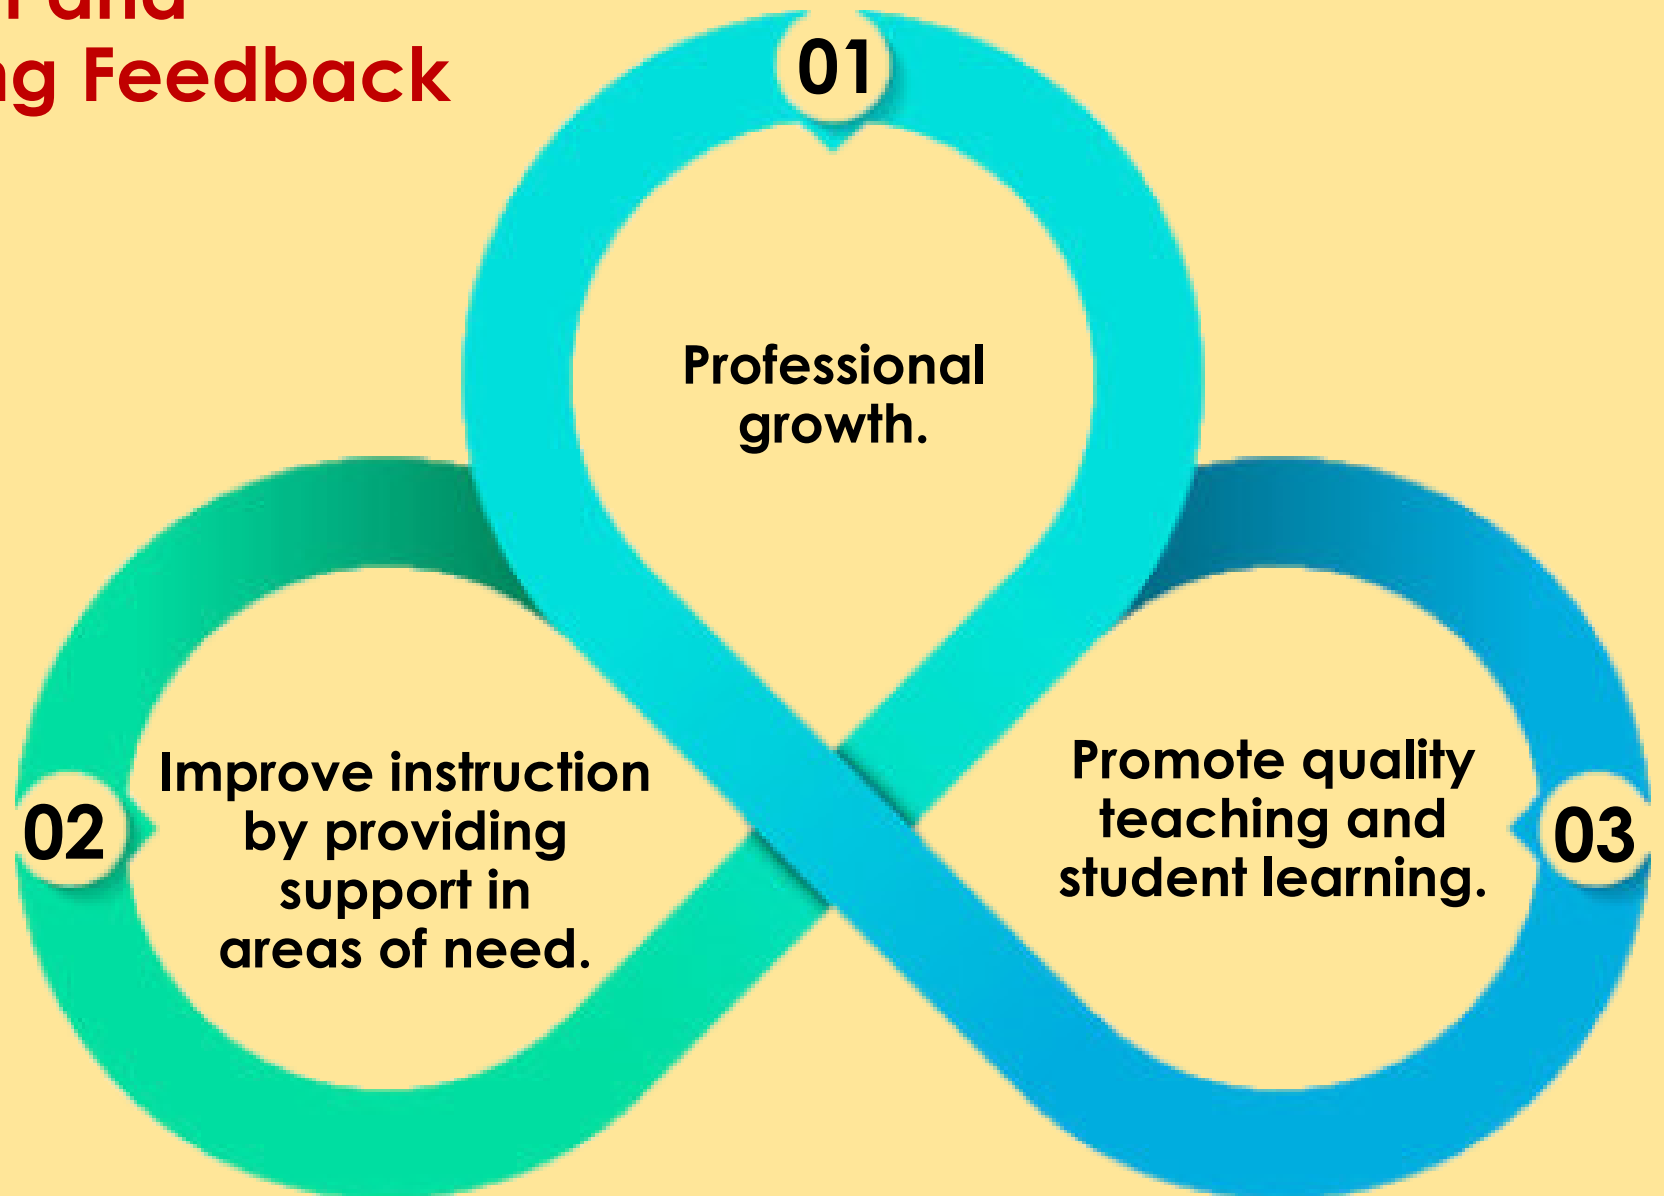 and
Feedback
01
Professional
growth.
Improve instruction
by providing
support in
areas of need.
02
Promote quality
teaching and
student learning.
03